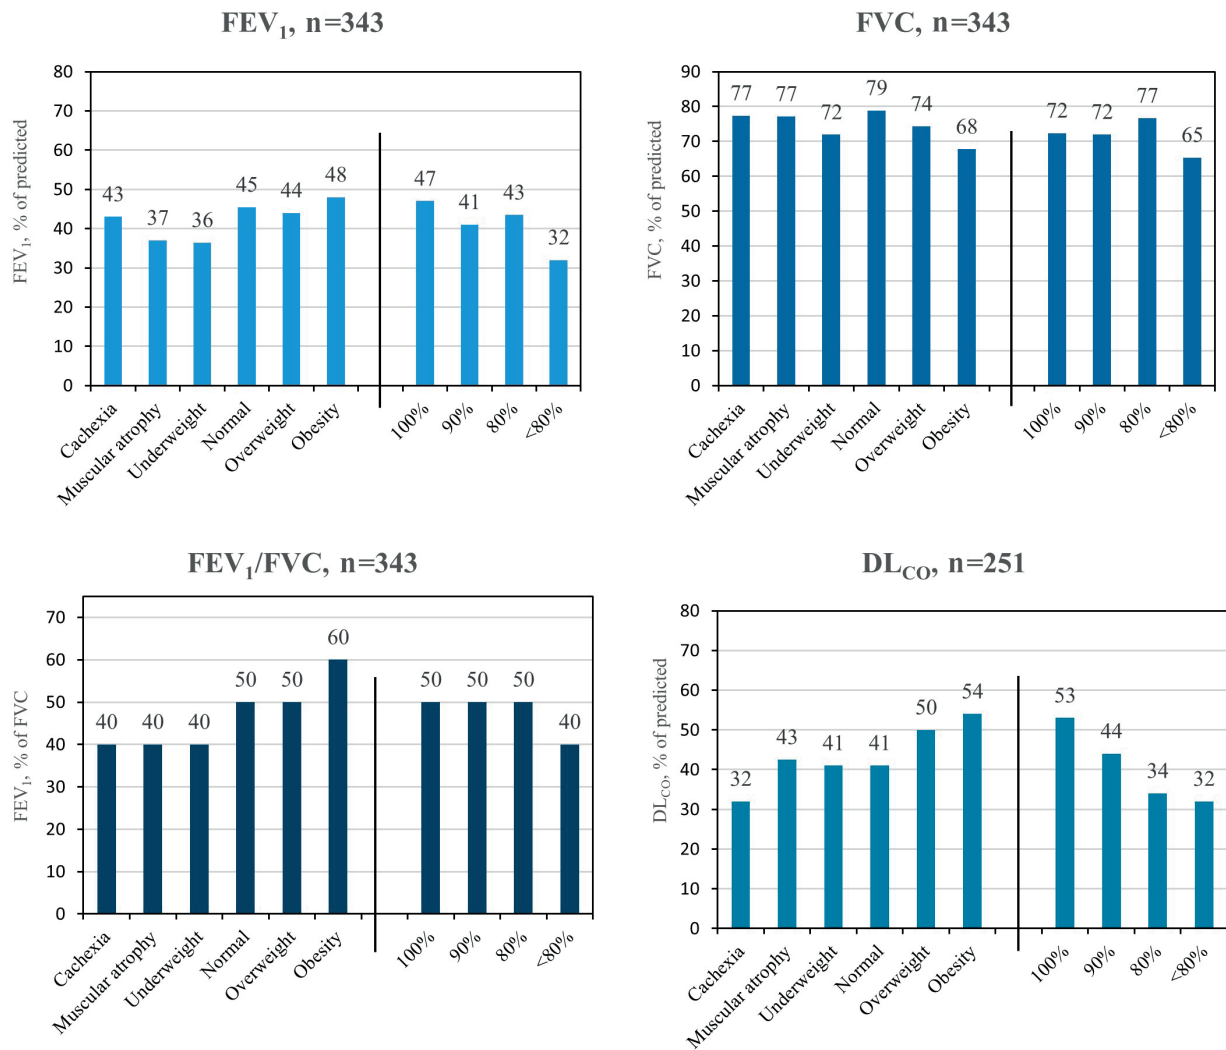 FEV₁, n=343
80
70
60
50
40
30
20
10
0
FEV₁, % of predicted
43
37
36
45
44
48
47
41
43
32
Cachexia
Muscular atrophy
Underweight
Normal
Overweight
Obesity
100%
90%
80%
<80%
FVC, n=343
90
80
70
60
50
40
30
20
10
0
FVC, % of predicted
77
77
72
79
74
68
72
72
77
65
Cachexia
Muscular atrophy
Underweight
Normal
Overweight
Obesity
100%
90%
80%
<80%
FEV₁/FVC, n=343
70
60
50
40
30
20
10
0
FEV₁, % of FVC
40
40
40
50
50
60
50
50
50
40
Cachexia
Muscular atrophy
Underweight
Normal
Overweight
Obesity
100%
90%
80%
<80%
DL_CO, n=251
80
70
60
50
40
30
20
10
0
DL_CO, % of predicted
32
43
41
41
50
54
53
44
34
32
Cachexia
Muscular atrophy
Underweight
Normal
Overweight
Obesity
100%
90%
80%
<80%